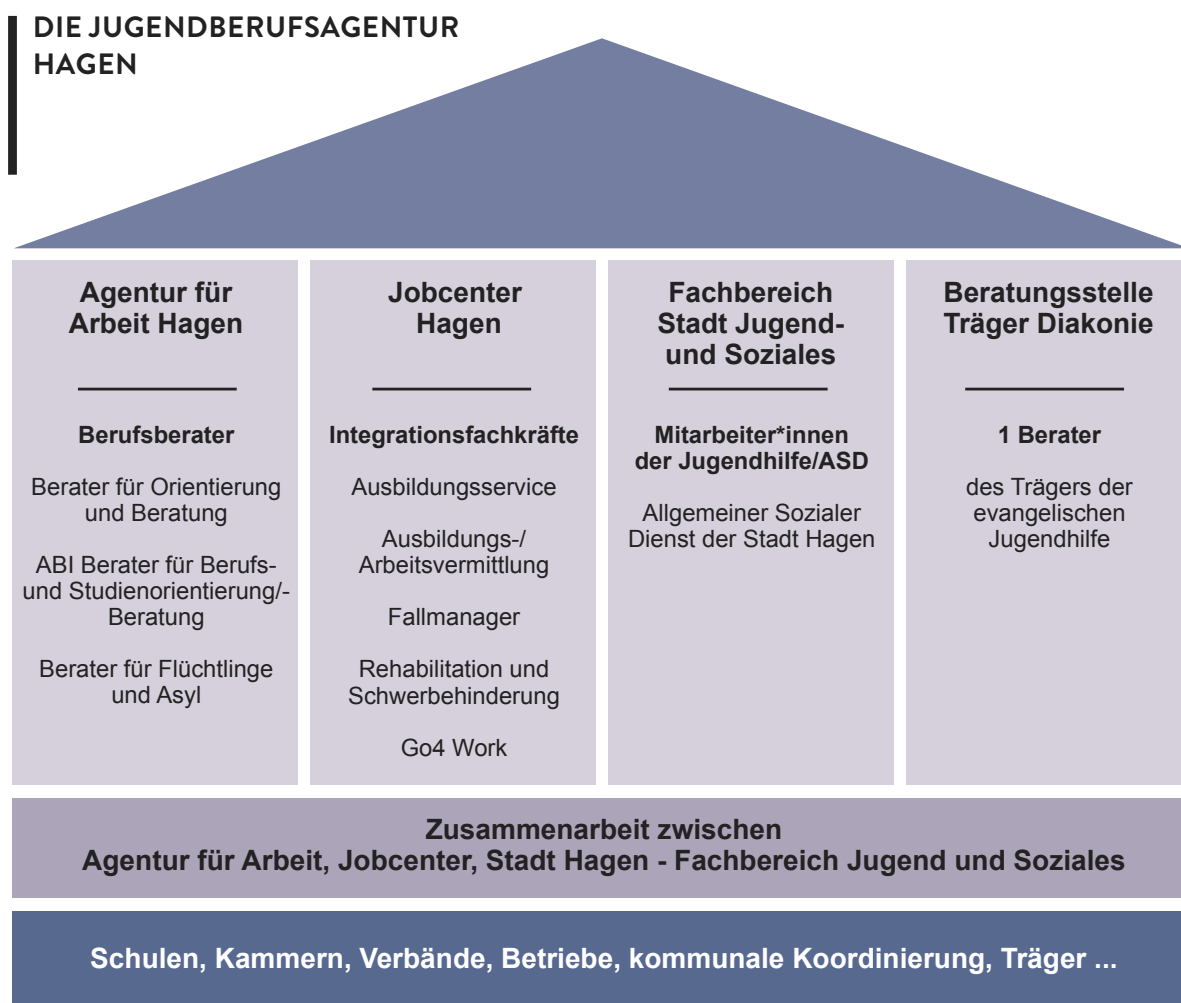 DIE JUGENDBERUFSAGENTUR
HAGEN
Agentur für
Arbeit Hagen
Berufsberater
Berater für Orientierung
und Beratung
ABI Berater für Berufs-
und Studienorientierung/-
Beratung
Berater für Flüchtlinge
und Asyl
Jobcenter
Hagen
Integrationsfachkräfte
Ausbildungsservice
Ausbildungs-/
Arbeitsvermittlung
Fallmanager
Rehabilitation und
Schwerbehinderung
Go4 Work
Fachbereich
Stadt Jugend-
und Soziales
Mitarbeiter*innen
der Jugendhilfe/ASD
Allgemeiner Sozialer
Dienst der Stadt Hagen
Beratungsstelle
Träger Diakonie
1 Berater
des Trägers der
evangelischen
Jugendhilfe
Zusammenarbeit zwischen
Agentur für Arbeit, Jobcenter, Stadt Hagen - Fachbereich Jugend und Soziales
Schulen, Kammern, Verbände, Betriebe, kommunale Koordinierung, Träger ...